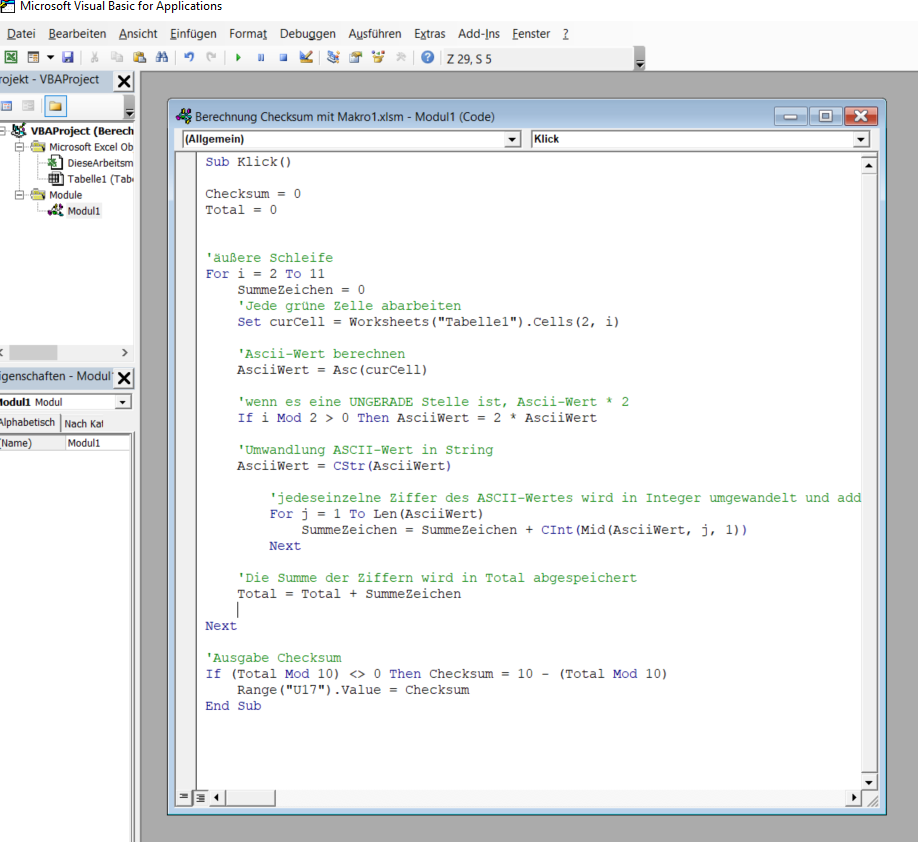 Microsoft Visual Basic for Applications
Datei Bearbeiten Ansicht Einfügen Format Debuggen Ausführen Extras Add-Ins Fenster ?
Z 29, S 5
rojekt - VBAProject
VBAProject (Berech
Microsoft Excel Ob
DieseArbeitsm
Tabelle1 (Tabe
Module
Modul1
igenschaften - Modul
Modul1 Modul
Alphabetisch Nach Kat
(Name) Modul1
Berechnung Checksum mit Makro1.xlsm - Modul1 (Code)
(Allgemein) Klick
Sub Klick()
Checksum = 0
Total = 0
'äußere Schleife
For i = 2 To 11
SummeZeichen = 0
'Jede grüne Zelle abarbeiten
Set curCell = Worksheets("Tabelle1").Cells(2, i)
'Ascii-Wert berechnen
AsciiWert = Asc(curCell)
'wenn es eine UNGERADE Stelle ist, Ascii-Wert * 2
If i Mod 2 > 0 Then AsciiWert = 2 * AsciiWert
'Umwandlung ASCII-Wert in String
AsciiWert = CStr(AsciiWert)
'jedeseinzelne Ziffer des ASCII-Wertes wird in Integer umgewandelt und add
For j = 1 To Len(AsciiWert)
SummeZeichen = SummeZeichen + CInt(Mid(AsciiWert, j, 1))
Next
'Die Summe der Ziffern wird in Total abgespeichert
Total = Total + SummeZeichen
Next
'Ausgabe Checksum
If (Total Mod 10) <> 0 Then Checksum = 10 - (Total Mod 10)
Range("U17").Value = Checksum
End Sub